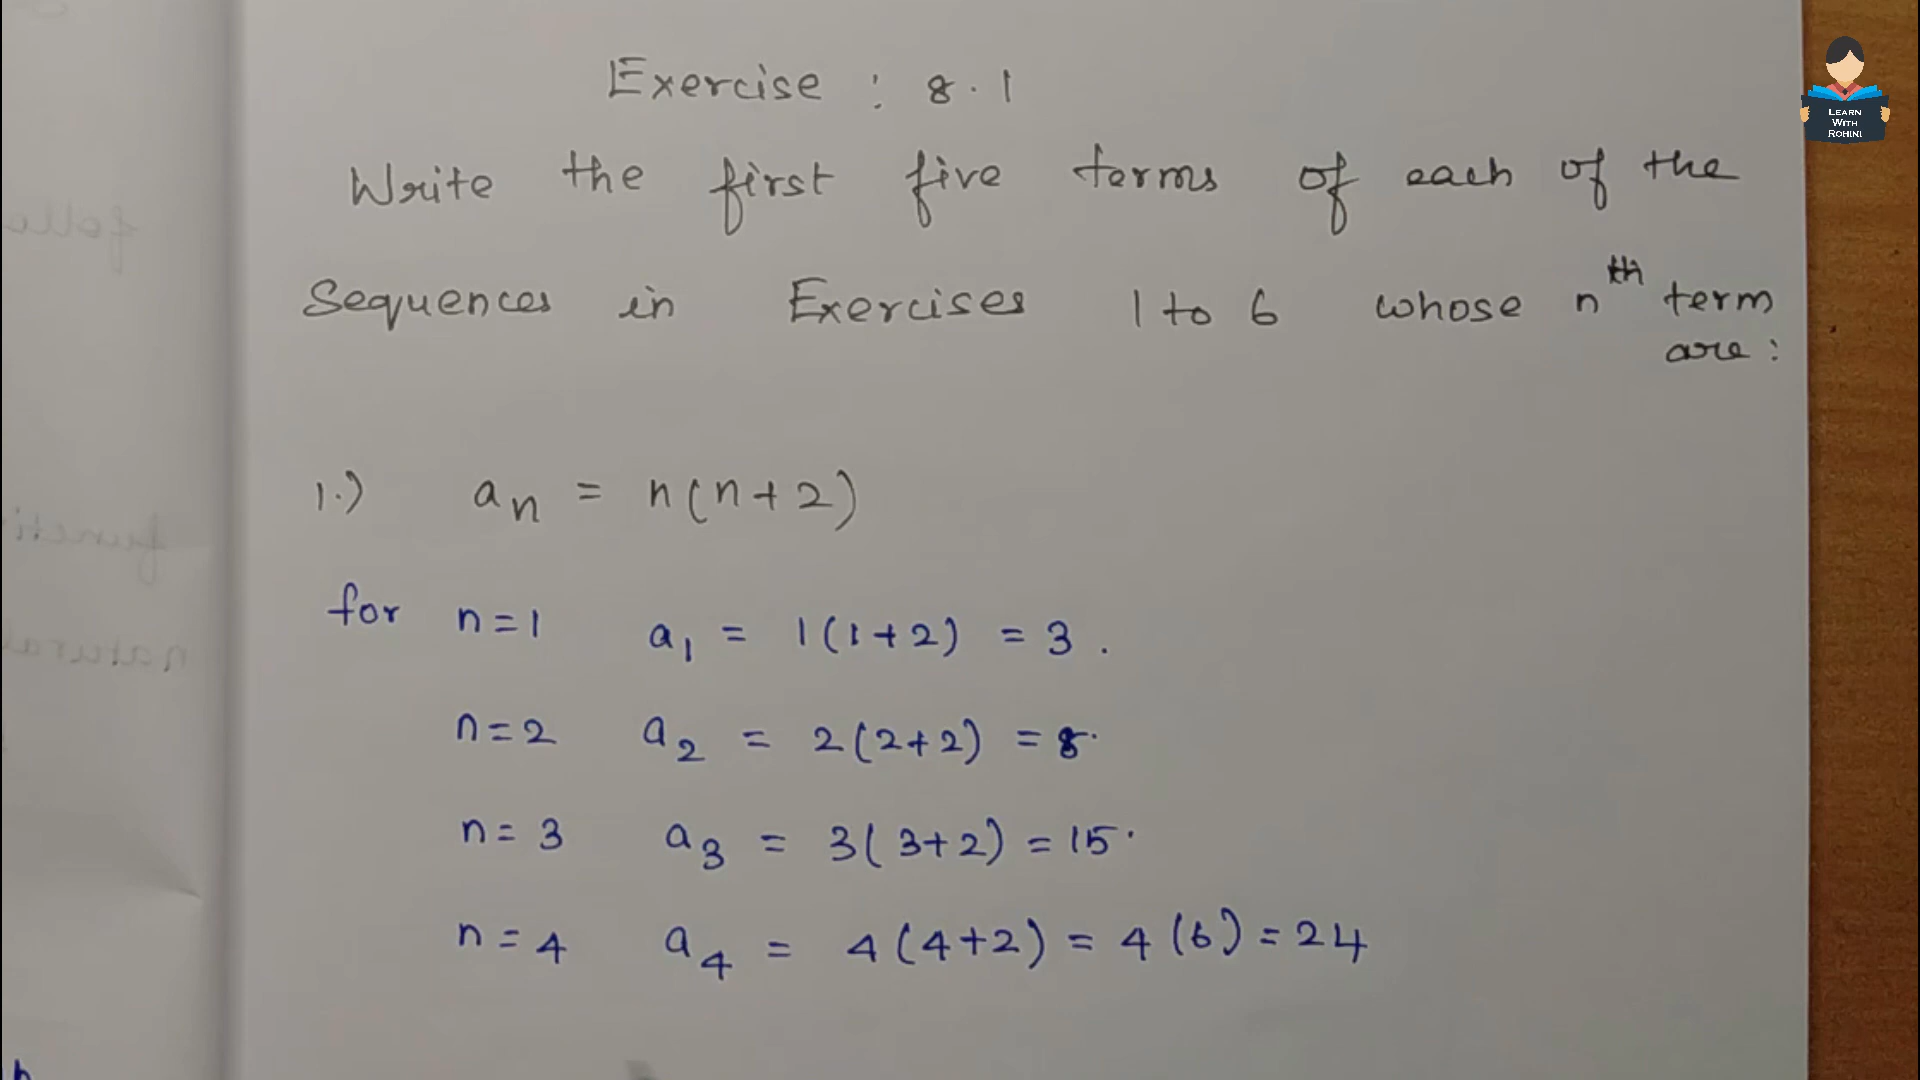 Exercise : 8.1
LEARN
WITH
ROHINI
Write the first five terms of each of the
Sequences in Exercises 1 to 6 whose nth term
are:
1.) an = n(n+2)
for n=1 a1 = 1(1+2) = 3.
n=2 a2 = 2(2+2) = 8.
n=3 a3 = 3(3+2) = 15.
n=4 a4 = 4(4+2) = 4(6) = 24